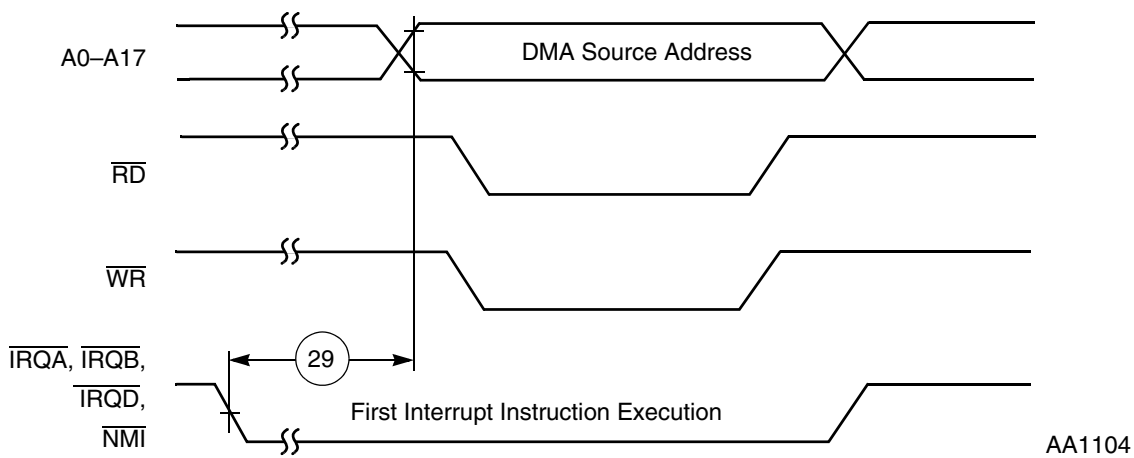 A0–A17
DMA Source Address
RD
WR
IRQA, IRQB,
29
IRQD,
First Interrupt Instruction Execution
NMI
AA1104